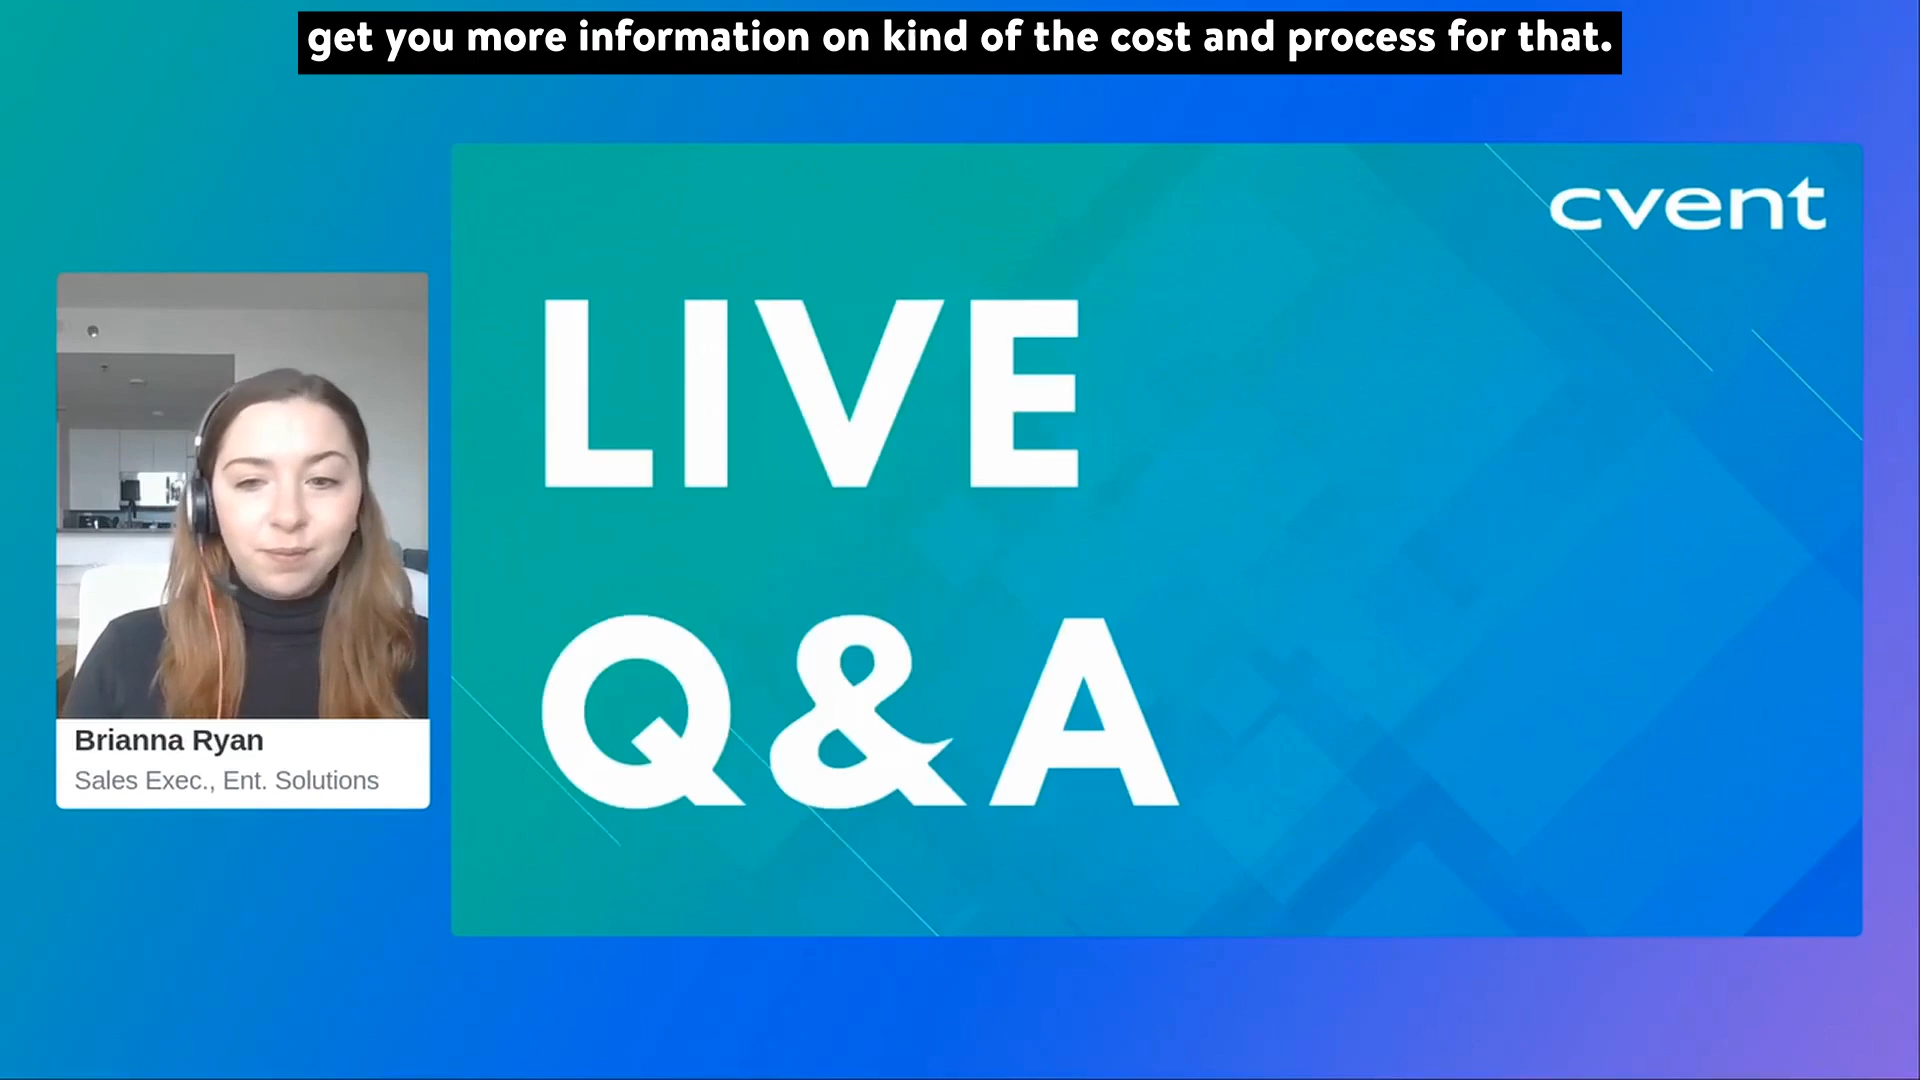 get you more information on kind of the cost and process for that.
cvent
LIVE
Q&A
Brianna Ryan
Sales Exec., Ent. Solutions